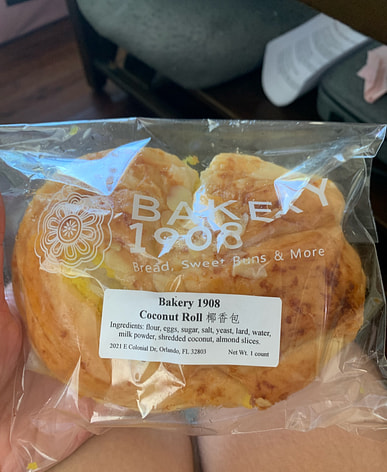 BAKERY
1908
Bread, Sweet Buns & More
Bakery 1908
Coconut Roll 椰香包
Ingredients: flour, eggs, sugar, salt, yeast, lard, water,
milk powder, shredded coconut, almond slices.
2021 E Colonial Dr, Orlando, FL 32803 Net Wt. 1 count